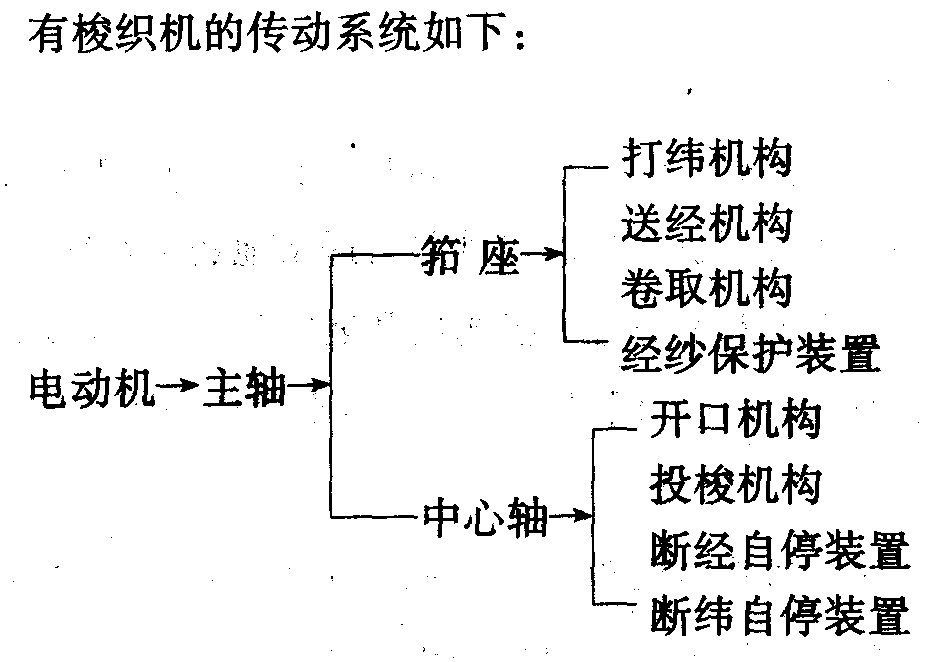 有梭织机的传动系统如下：
打纬机构
送经机构
筘 座
卷取机构
经纱保护装置
电动机→主轴→
开口机构
投梭机构
中心轴→
断经自停装置
断纬自停装置